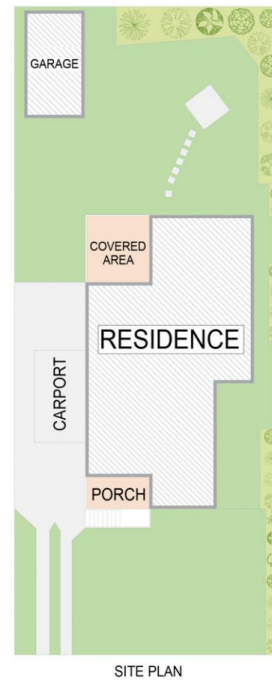 GARAGE
COVERED
AREA
RESIDENCE
CARPORT
PORCH
SITE PLAN